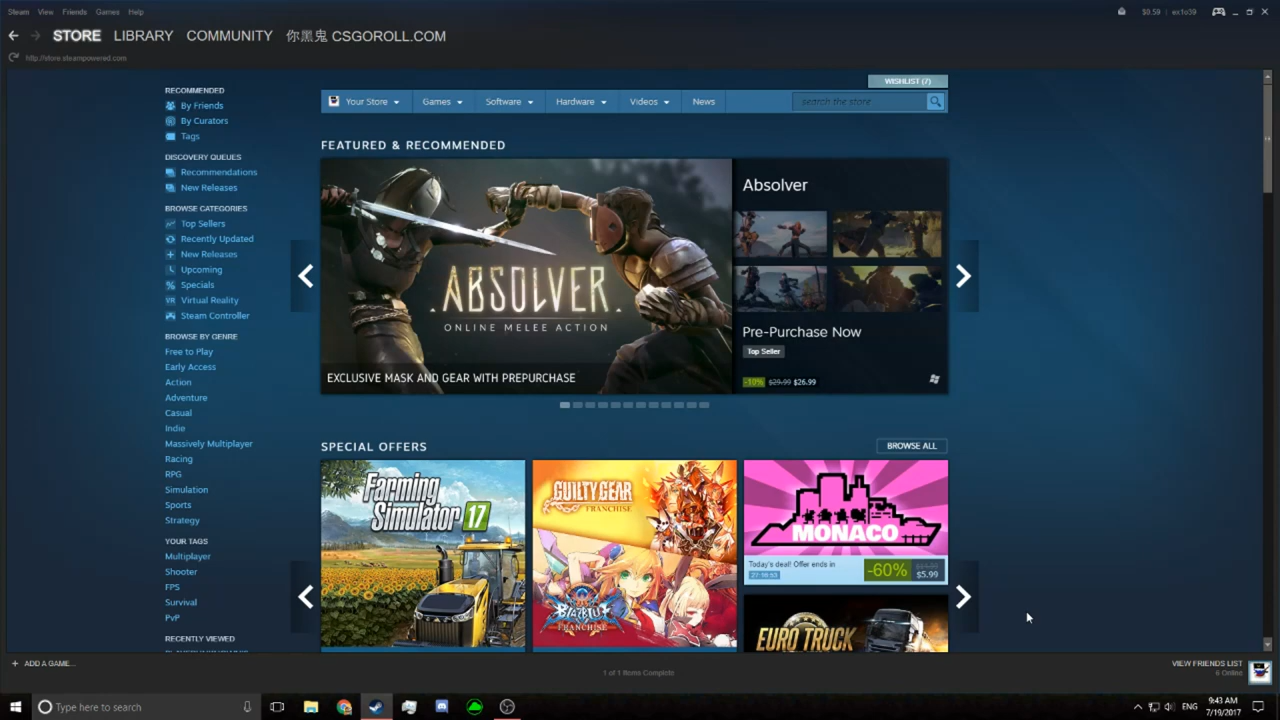 Steam View Friends Games Help
$0.59 ex1o39
STORE LIBRARY COMMUNITY 你黑鬼 CSGOROLL.COM
http://store.steampowered.com
WISHLIST (7)
Your Store Games Software Hardware Videos News search the store
RECOMMENDED
By Friends
By Curators
Tags
DISCOVERY QUEUES
Recommendations
New Releases
BROWSE CATEGORIES
Top Sellers
Recently Updated
New Releases
Upcoming
Specials
VR Virtual Reality
Steam Controller
BROWSE BY GENRE
Free to Play
Early Access
Action
Adventure
Casual
Indie
Massively Multiplayer
Racing
RPG
Simulation
Sports
Strategy
YOUR TAGS
Multiplayer
Shooter
FPS
Survival
PvP
RECENTLY VIEWED
FEATURED & RECOMMENDED
ABSOLVER
ONLINE MELEE ACTION
EXCLUSIVE MASK AND GEAR WITH PREPURCHASE
Absolver
Pre-Purchase Now
Top Seller
-10% $29.99 $26.99
SPECIAL OFFERS
BROWSE ALL
Farming
Simulator 17
GUILTY GEAR
FRANCHISE
BLAZBLUE
FRANCHISE
MONACO
Today's deal! Offer ends in
-60%
$5.99
EURO TRUCK
+ ADD A GAME...
1 of 1 Items Complete
VIEW FRIENDS LIST
6 Online
Type here to search
ENG
9:43 AM
7/19/2017